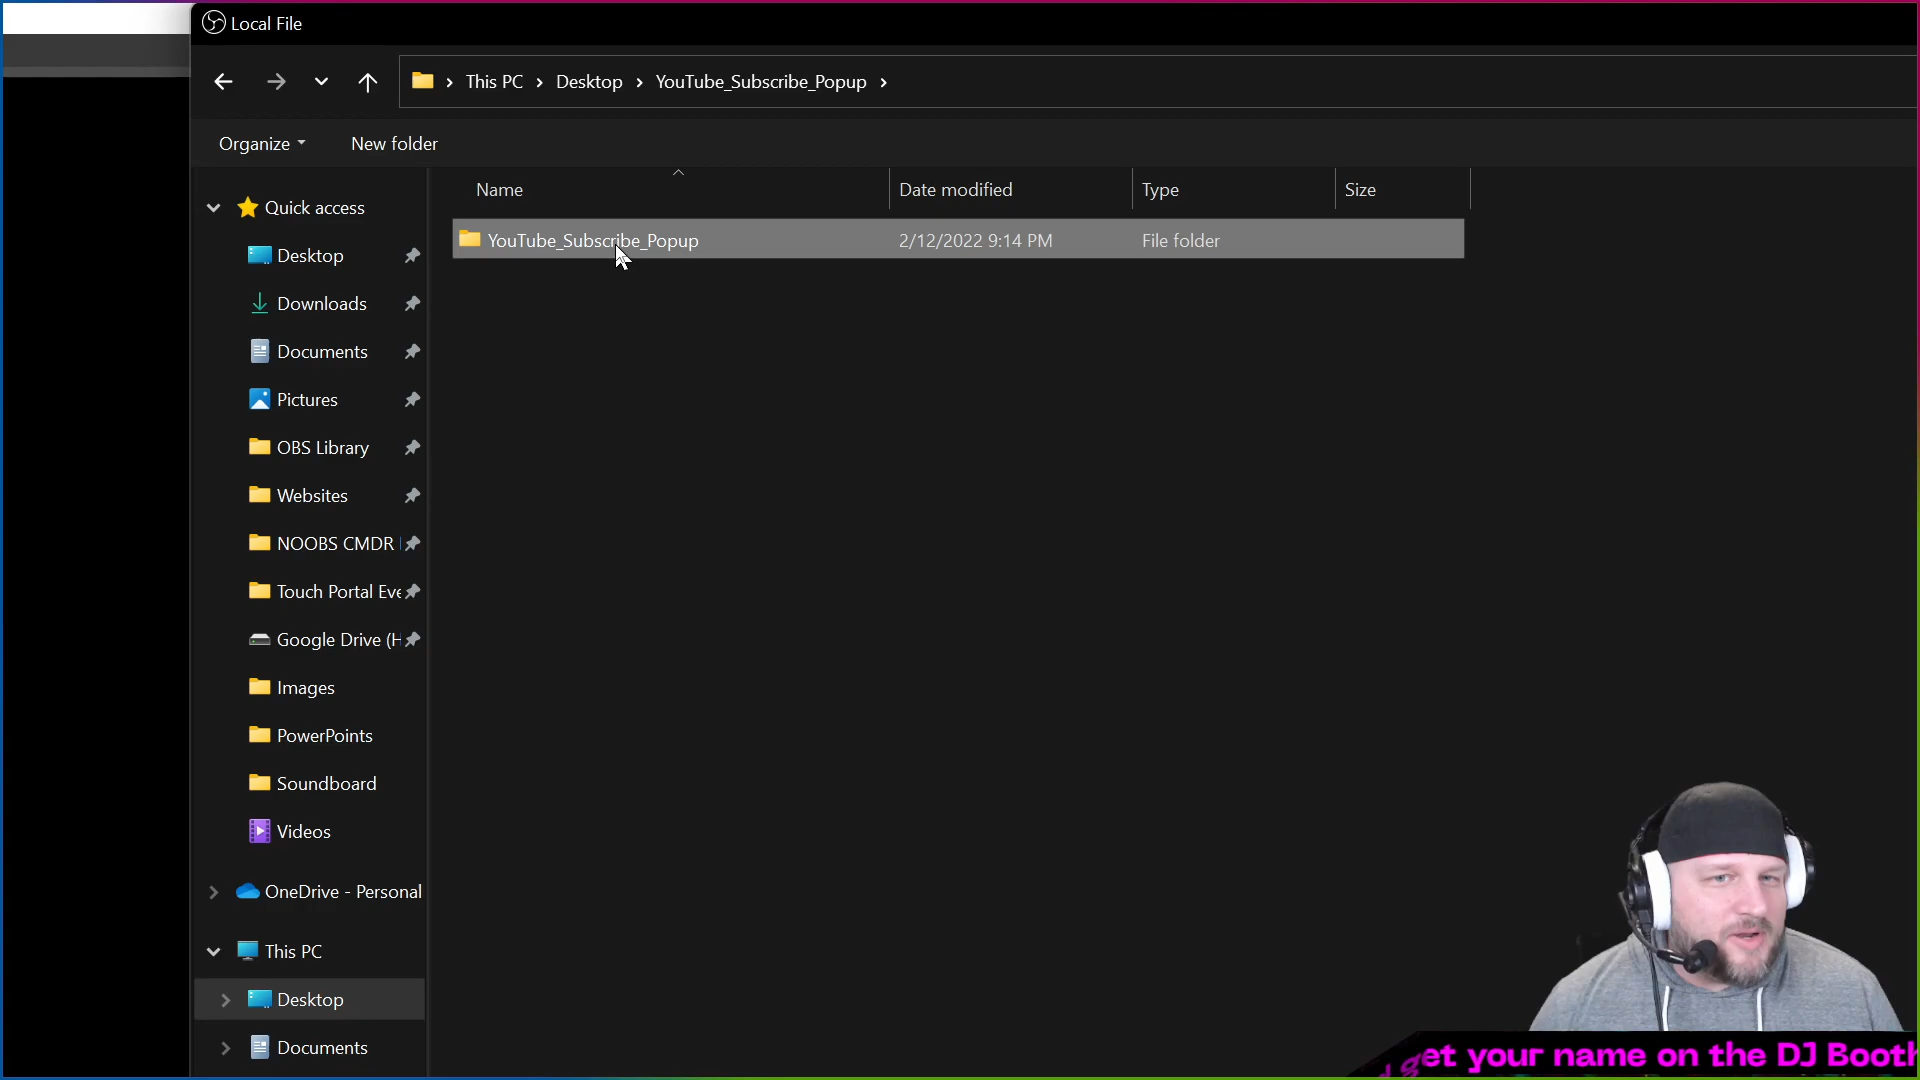 Local File
This PC > Desktop > YouTube_Subscribe_Popup >
Organize
New folder
Name
Date modified
Type
Size
YouTube_Subscribe_Popup
2/12/2022 9:14 PM
File folder
Quick access
Desktop
Downloads
Documents
Pictures
OBS Library
Websites
NOOBS CMDR
Touch Portal Eve
Google Drive (H
Images
PowerPoints
Soundboard
Videos
OneDrive - Personal
This PC
Desktop
Documents
get your name on the DJ Booth